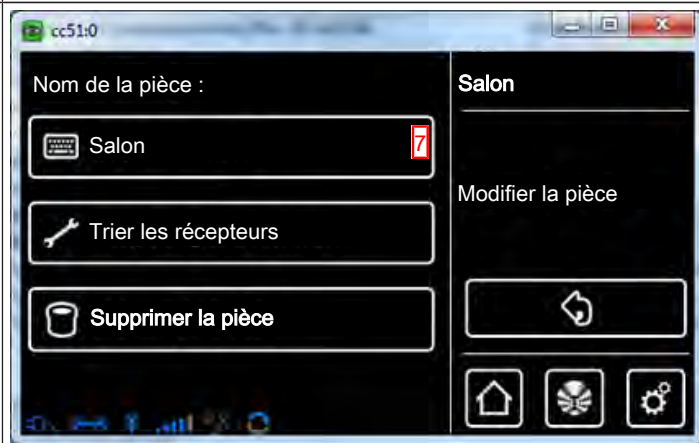 cc51:0
Nom de la pièce :
Salon 7
Trier les récepteurs
Supprimer la pièce
Salon
Modifier la pièce